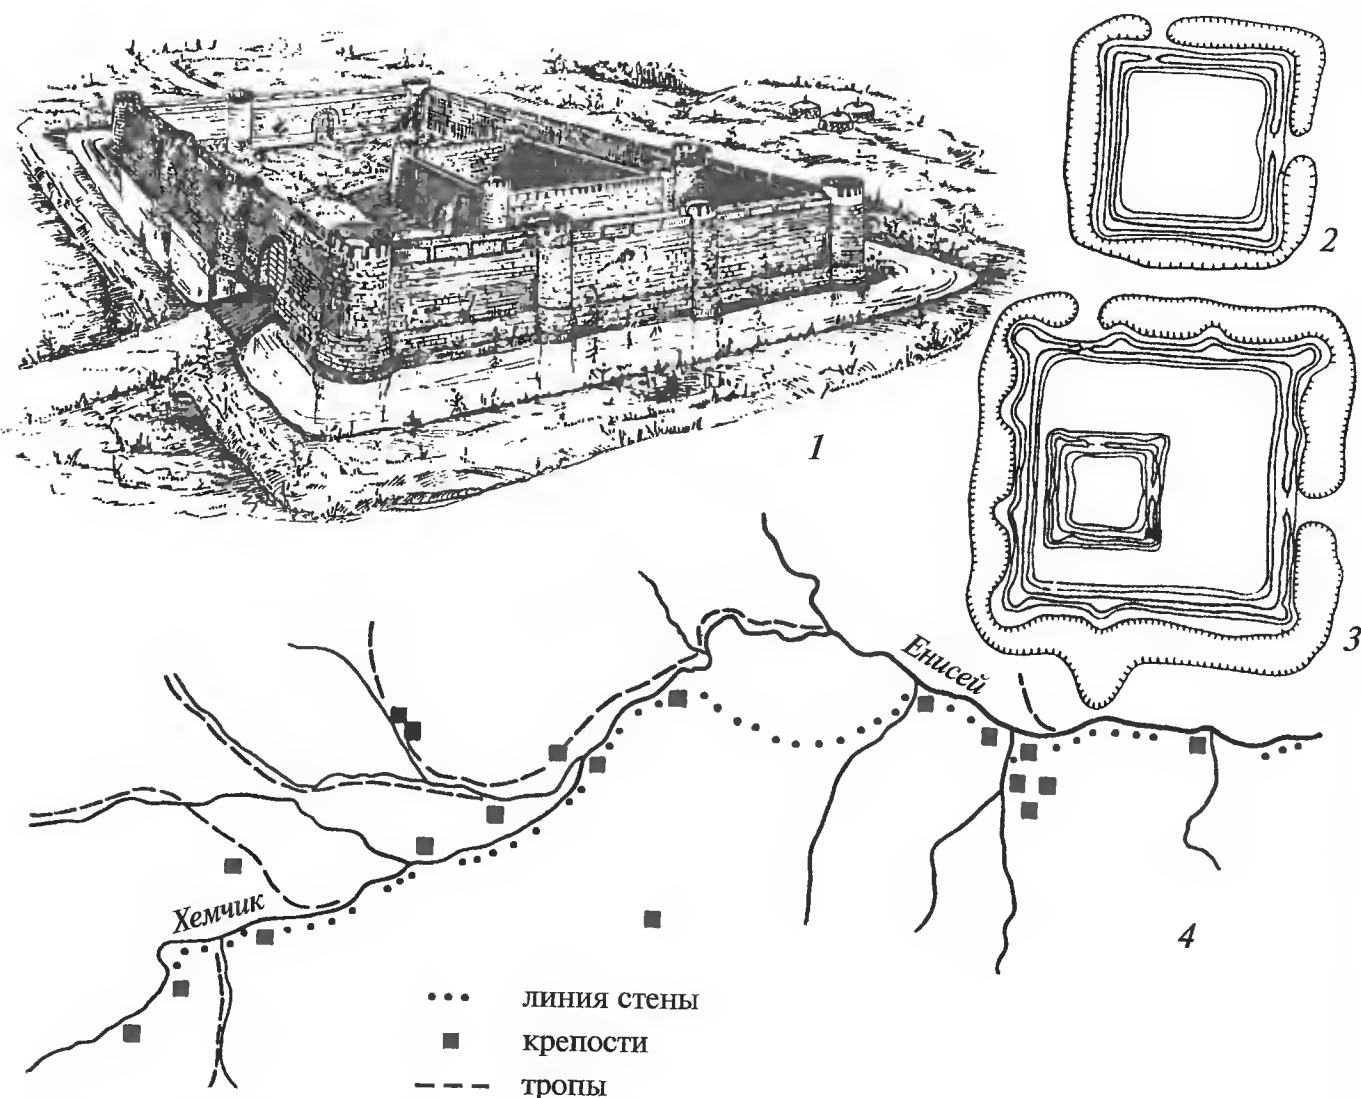 1
2
3
Енисей
Хемчик
4
линия стены
крепости
тропы